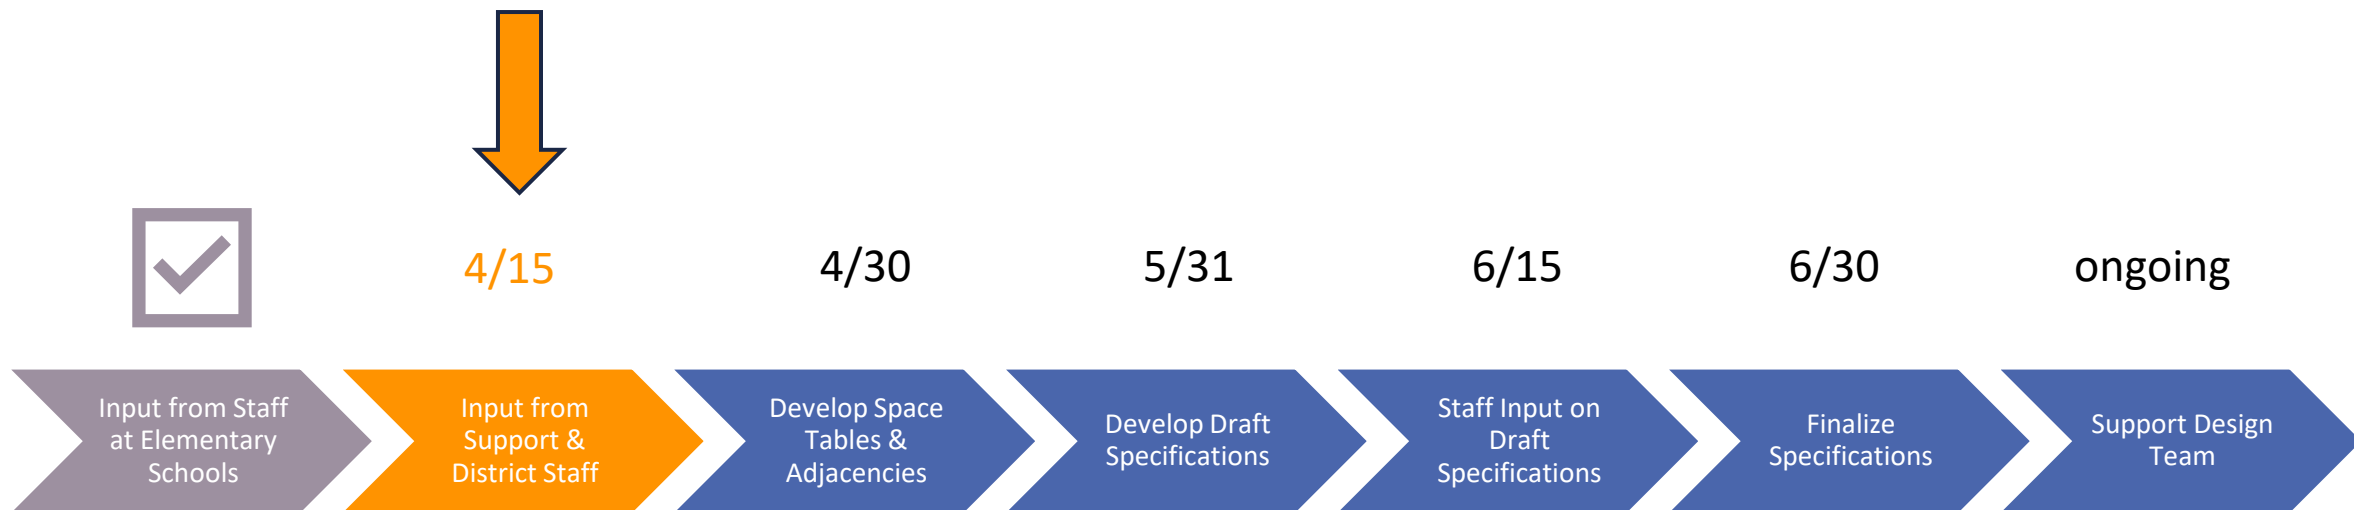 4/15
4/30
5/31
6/15
6/30
ongoing
Input from Staff
at Elementary
Schools
Input from
Support &
District Staff
Develop Space
Tables &
Adjacencies
Develop Draft
Specifications
Staff Input on
Draft
Specifications
Finalize
Specifications
Support Design
Team